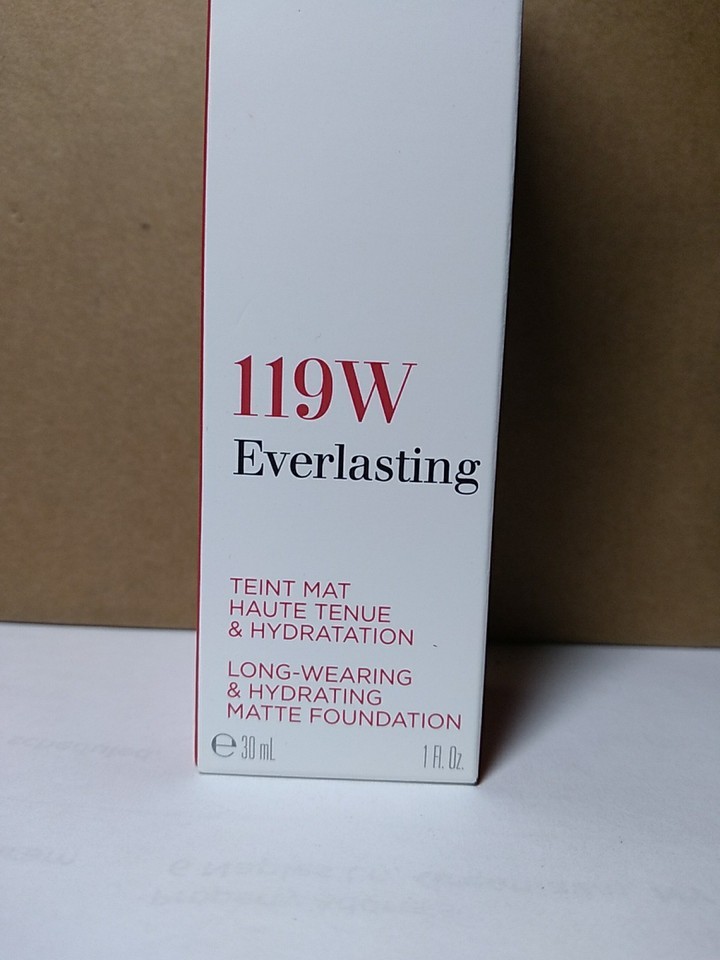 119W
Everlasting
TEINT MAT
HAUTE TENUE
& HYDRATATION
LONG-WEARING
& HYDRATING
MATTE FOUNDATION
℮ 30 mL
1 Fl. Oz.